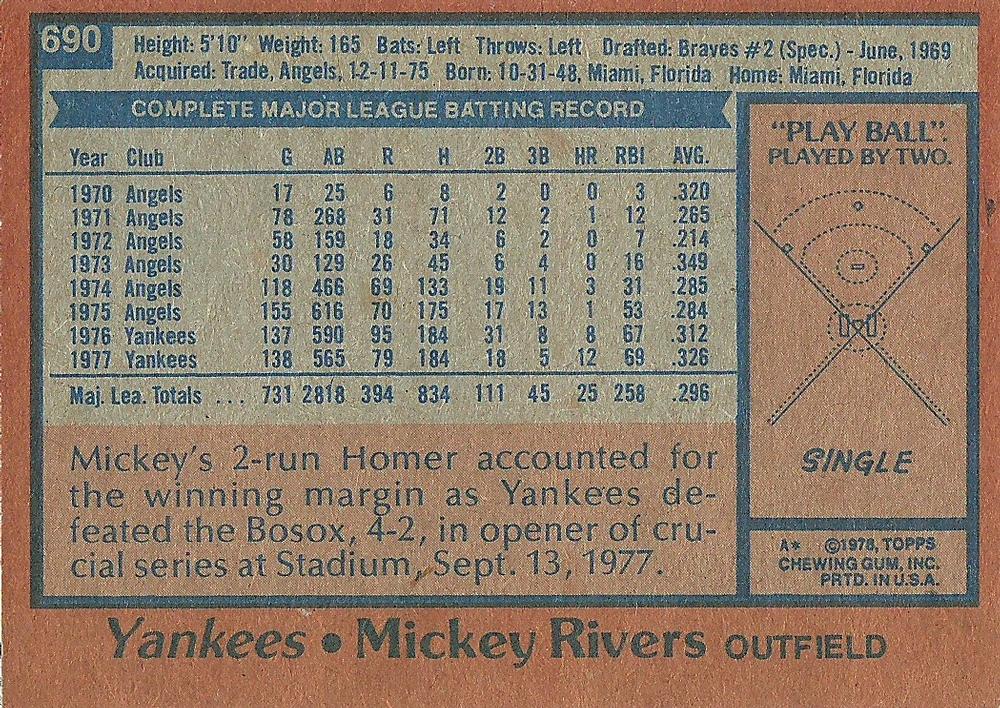 690
Height: 5'10" Weight: 165 Bats: Left Throws: Left Drafted: Braves #2 (Spec.) - June, 1969
Acquired: Trade, Angels, 12-11-75 Born: 10-31-48, Miami, Florida Home: Miami, Florida
COMPLETE MAJOR LEAGUE BATTING RECORD
Year Club G AB R H 2B 3B HR RBI AVG.
1970 Angels 17 25 6 8 2 0 0 3 .320
1971 Angels 78 268 31 71 12 2 1 12 .265
1972 Angels 58 159 18 34 6 2 0 7 .214
1973 Angels 30 129 26 45 6 4 0 16 .349
1974 Angels 118 466 69 133 19 11 3 31 .285
1975 Angels 155 616 70 175 17 13 1 53 .284
1976 Yankees 137 590 95 184 31 8 8 67 .312
1977 Yankees 138 565 79 184 18 5 12 69 .326
Maj. Lea. Totals ... 731 2818 394 834 111 45 25 258 .296
Mickey's 2-run Homer accounted for
the winning margin as Yankees de-
feated the Bosox, 4-2, in opener of cru-
cial series at Stadium, Sept. 13, 1977.
"PLAY BALL".
PLAYED BY TWO.
SINGLE
A* ©1978, TOPPS
CHEWING GUM, INC.
PRTD. IN U.S.A.
Yankees • Mickey Rivers OUTFIELD